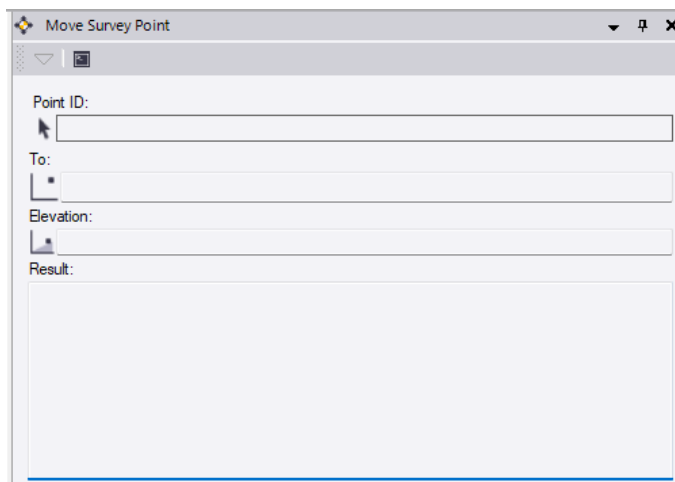 Move Survey Point
Point ID:
To:
Elevation:
Result: